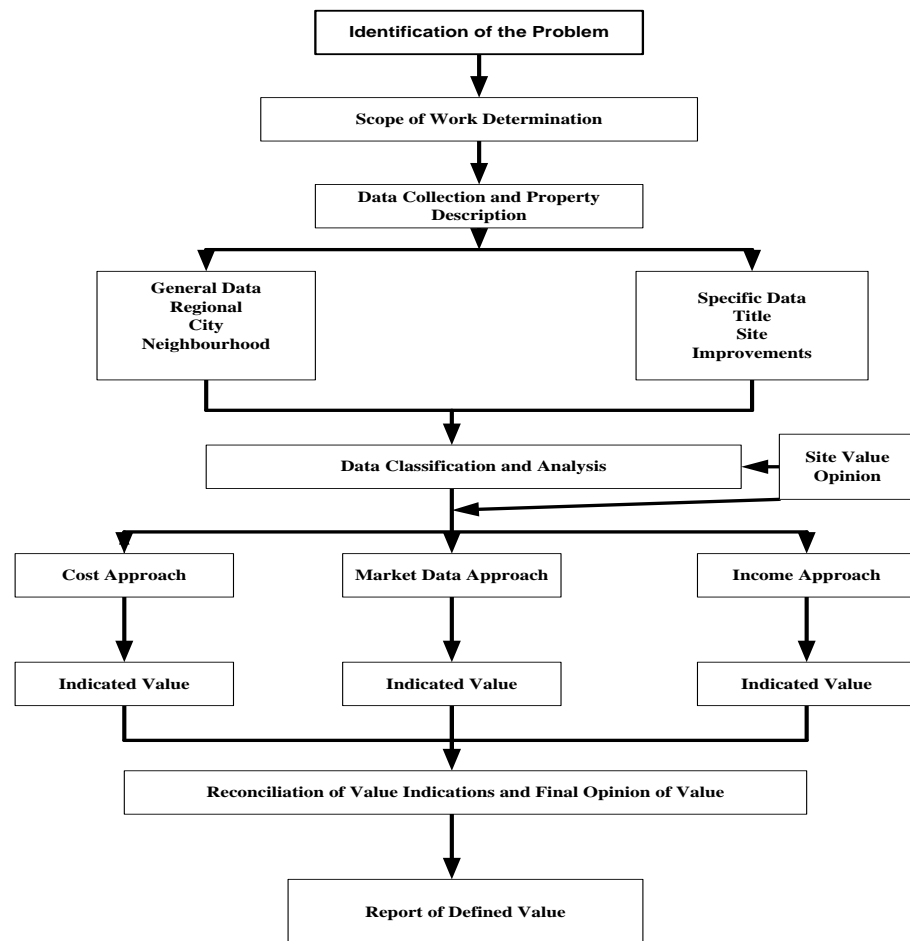 Identification of the Problem
Scope of Work Determination
Data Collection and Property
Description
General Data
Regional
City
Neighbourhood
Specific Data
Title
Site
Improvements
Data Classification and Analysis
Site Value
Opinion
Cost Approach
Market Data Approach
Income Approach
Indicated Value
Indicated Value
Indicated Value
Reconciliation of Value Indications and Final Opinion of Value
Report of Defined Value